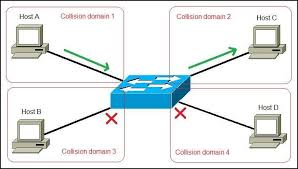 Host A
Collision domain 1
Collision domain 2
Host C
Host B
Host D
Collision domain 3
Collision domain 4